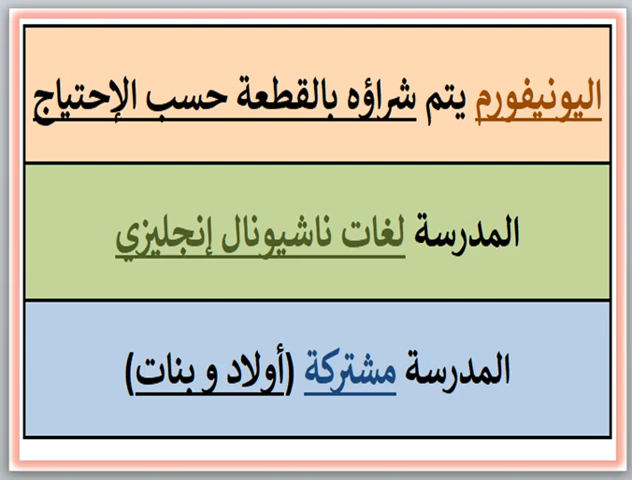 اليونيفورم يتم شراؤه بالقطعة حسب الإحتياج
المدرسة لغات ناشيونال إنجليزي
المدرسة مشتركة (أولاد و بنات)